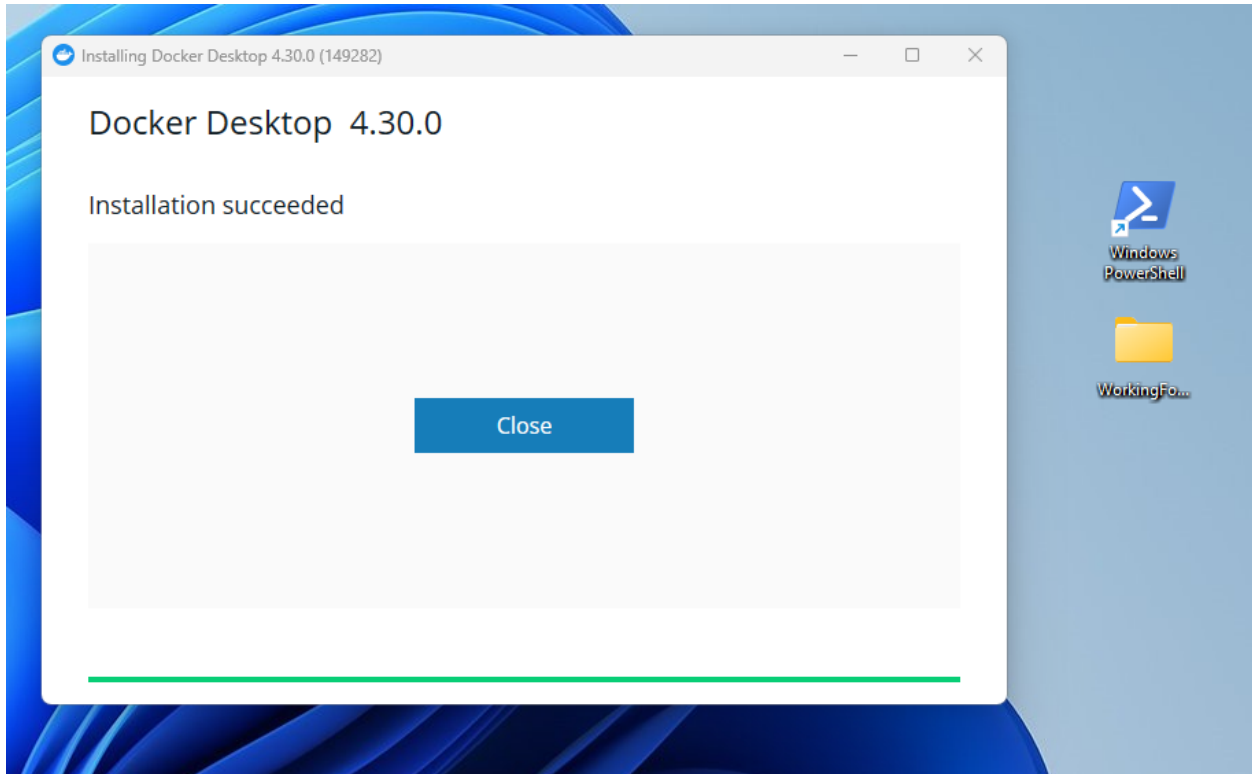 Installing Docker Desktop 4.30.0 (149282)
Docker Desktop 4.30.0
Installation succeeded
Close
Windows
PowerShell
WorkingFo...